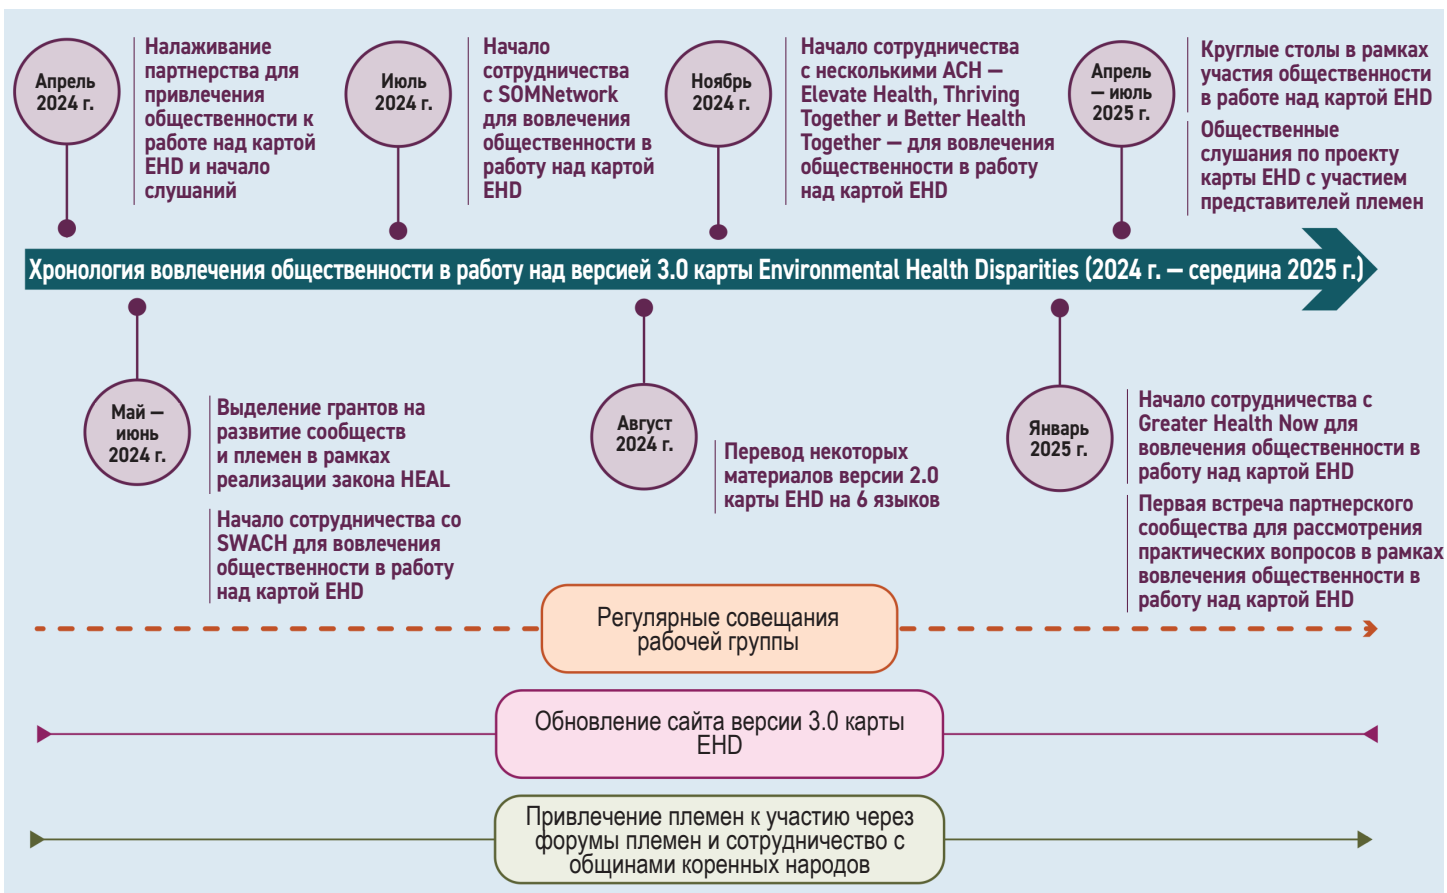 Апрель
2024 г.
Налаживание
партнерства для
привлечения
общественности к
работе над картой
EHD и начало
слушаний
Июль
2024 г.
Начало
сотрудничества
с SOMNetwork
для вовлечения
общественности в
работу над картой
EHD
Ноябрь
2024 г.
Начало сотрудничества
с несколькими ACH —
Elevate Health, Thriving
Together и Better Health
Together — для вовлечения
общественности в работу
над картой EHD
Апрель
— июль
2025 г.
Круглые столы в рамках
участия общественности
в работе над картой EHD
Общественные
слушания по проекту
карты EHD с участием
представителей племен
Хронология вовлечения общественности в работу над версией 3.0 карты Environmental Health Disparities (2024 г. — середина 2025 г.)
Май —
июнь
2024 г.
Выделение грантов на
развитие сообществ
и племен в рамках
реализации закона HEAL
Начало сотрудничества со
SWACH для вовлечения
общественности в работу
над картой EHD
Август
2024 г.
Перевод некоторых
материалов версии 2.0
карты EHD на 6 языков
Январь
2025 г.
Начало сотрудничества с
Greater Health Now для
вовлечения общественности в
работу над картой EHD
Первая встреча партнерского
сообщества для рассмотрения
практических вопросов в рамках
вовлечения общественности в
работу над картой EHD
Регулярные совещания
рабочей группы
Обновление сайта версии 3.0 карты
EHD
Привлечение племен к участию через
форумы племен и сотрудничество с
общинами коренных народов